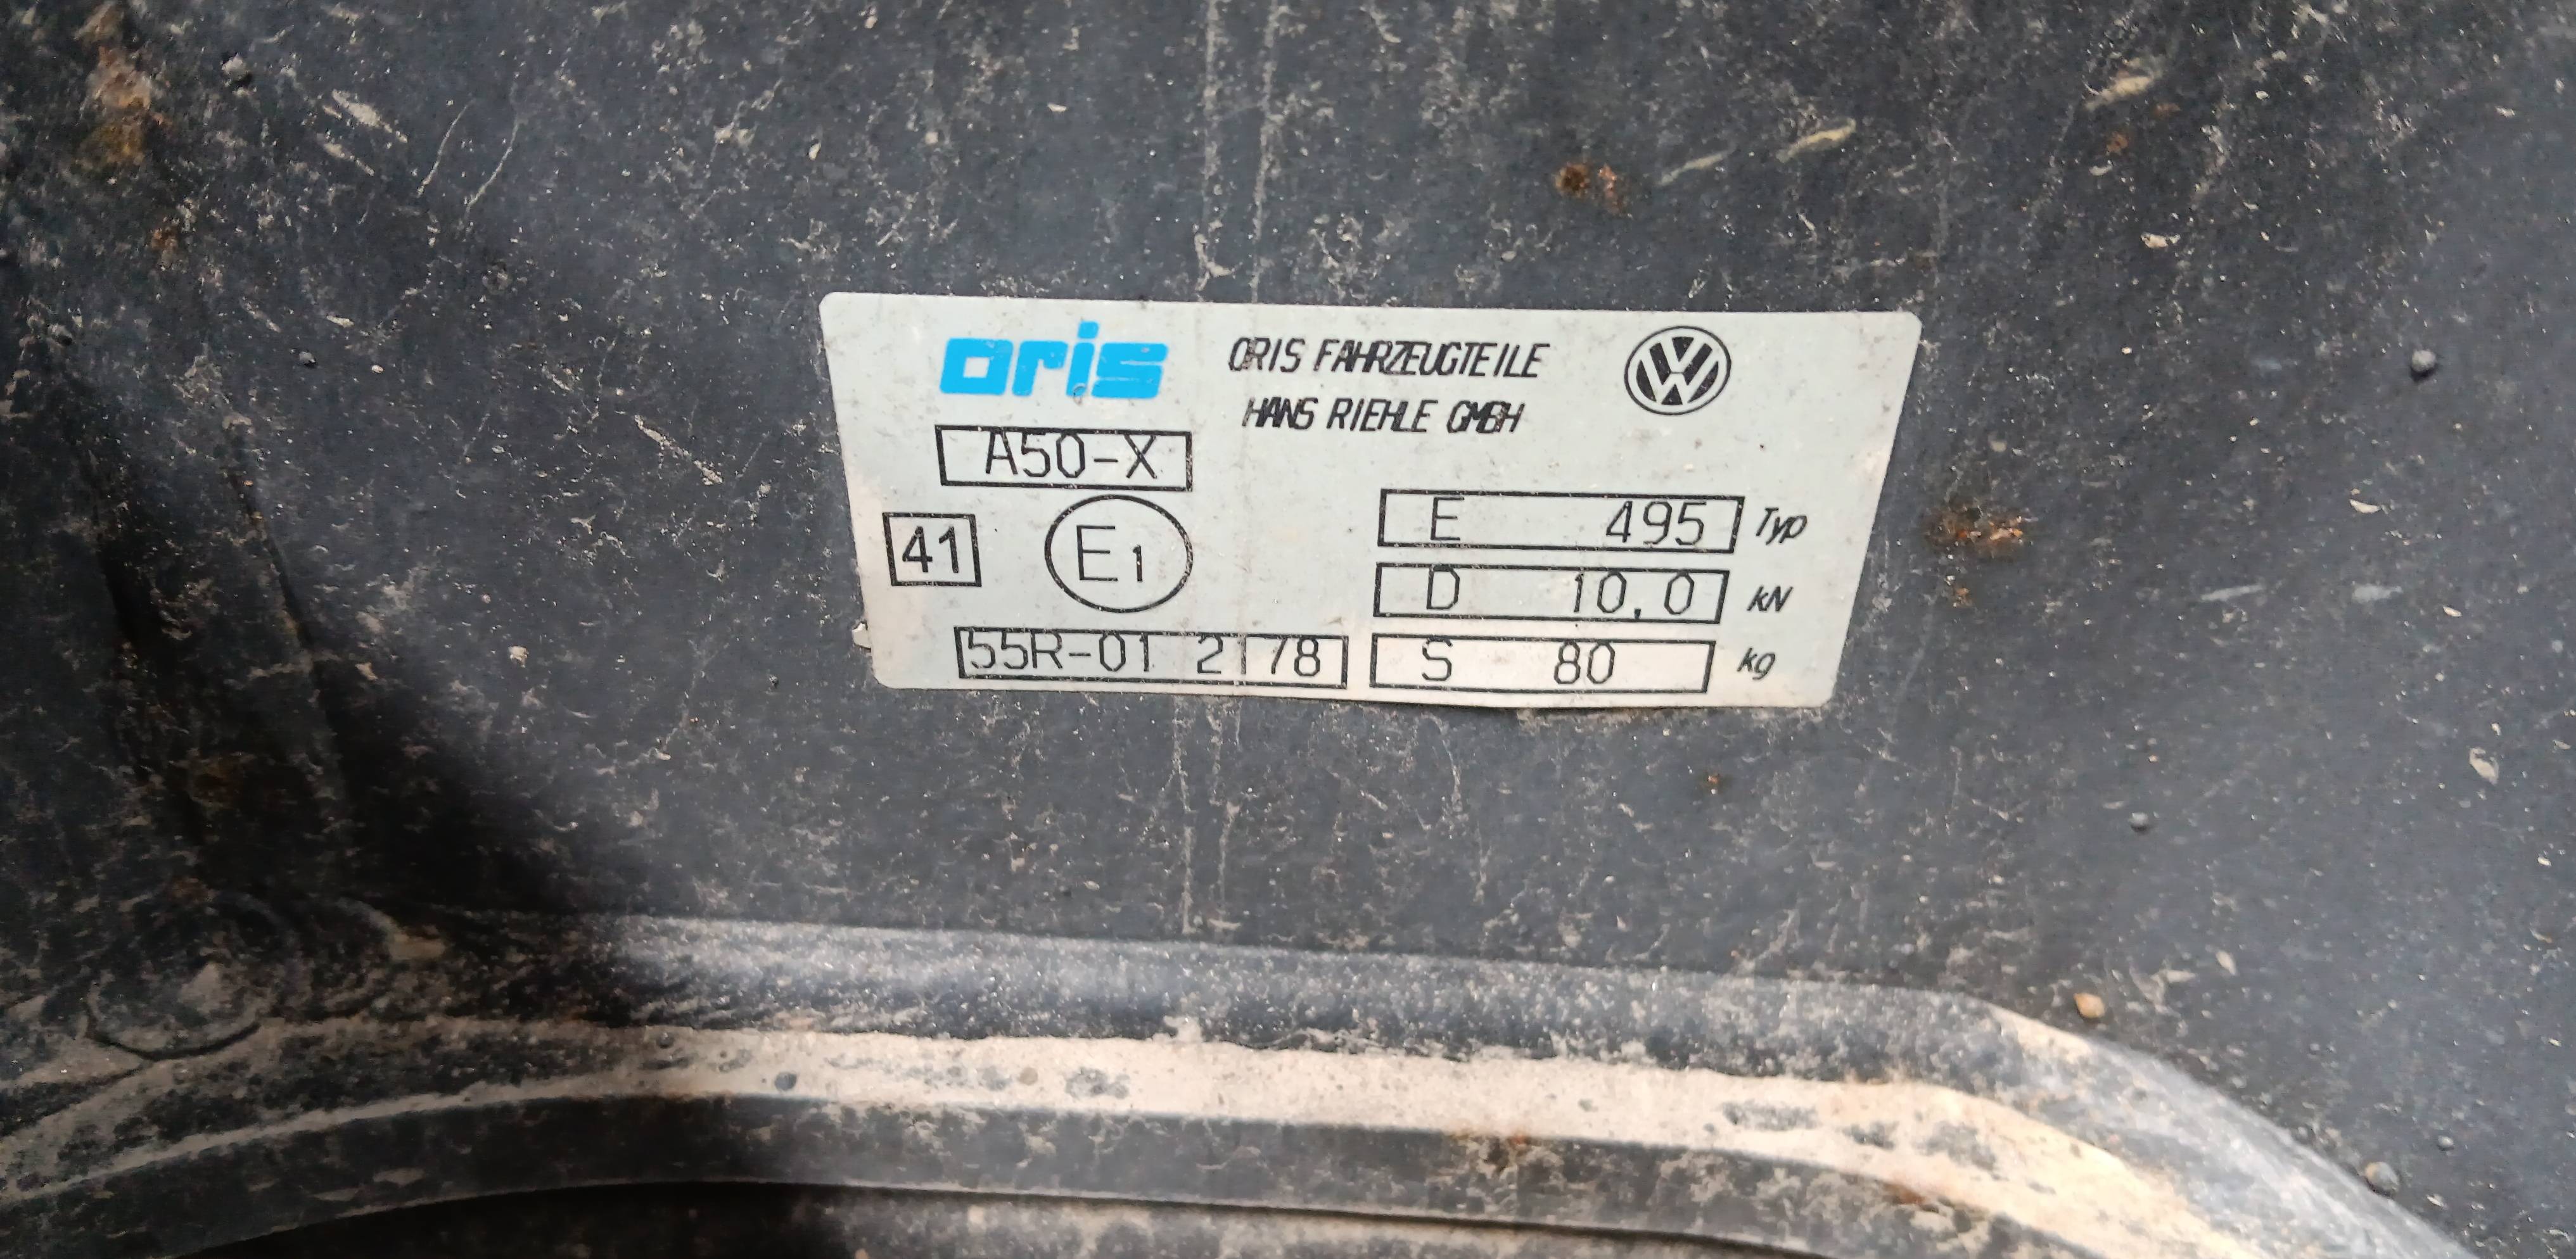 oris
ORIS FAHRZEUGTEILE
HANS RIEHLE GMBH
VW
A50-X
E 495 Typ
41 E1
D 10,0 kN
55R-01 2178
S 80 kg